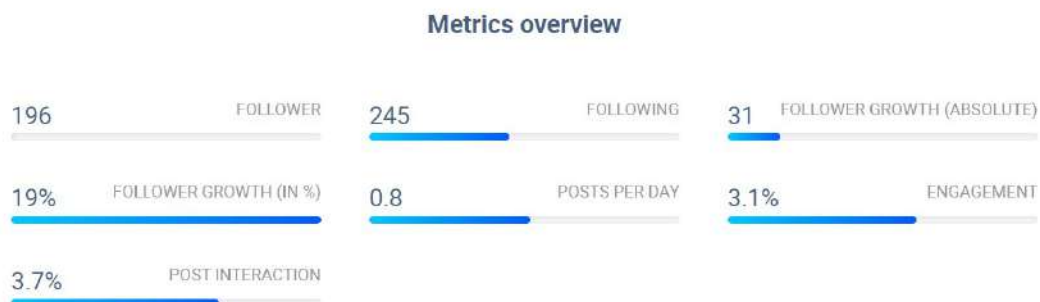 Metrics overview
196 FOLLOWER
245 FOLLOWING
31 FOLLOWER GROWTH (ABSOLUTE)
19% FOLLOWER GROWTH (IN %)
0.8 POSTS PER DAY
3.1% ENGAGEMENT
3.7% POST INTERACTION